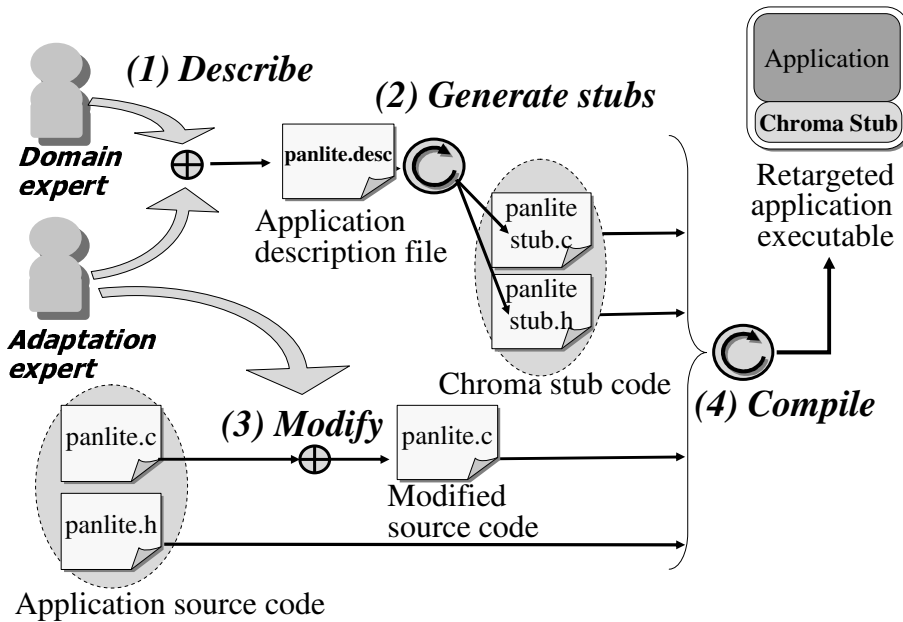 (1) Describe
Domain
expert
(2) Generate stubs
panlite.desc
Application
description file
panlite
stub.c
panlite
stub.h
Chroma stub code
Application
Chroma Stub
Retargeted
application
executable
Adaptation
expert
(3) Modify
panlite.c
panlite.c
Modified
source code
panlite.h
Application source code
(4) Compile